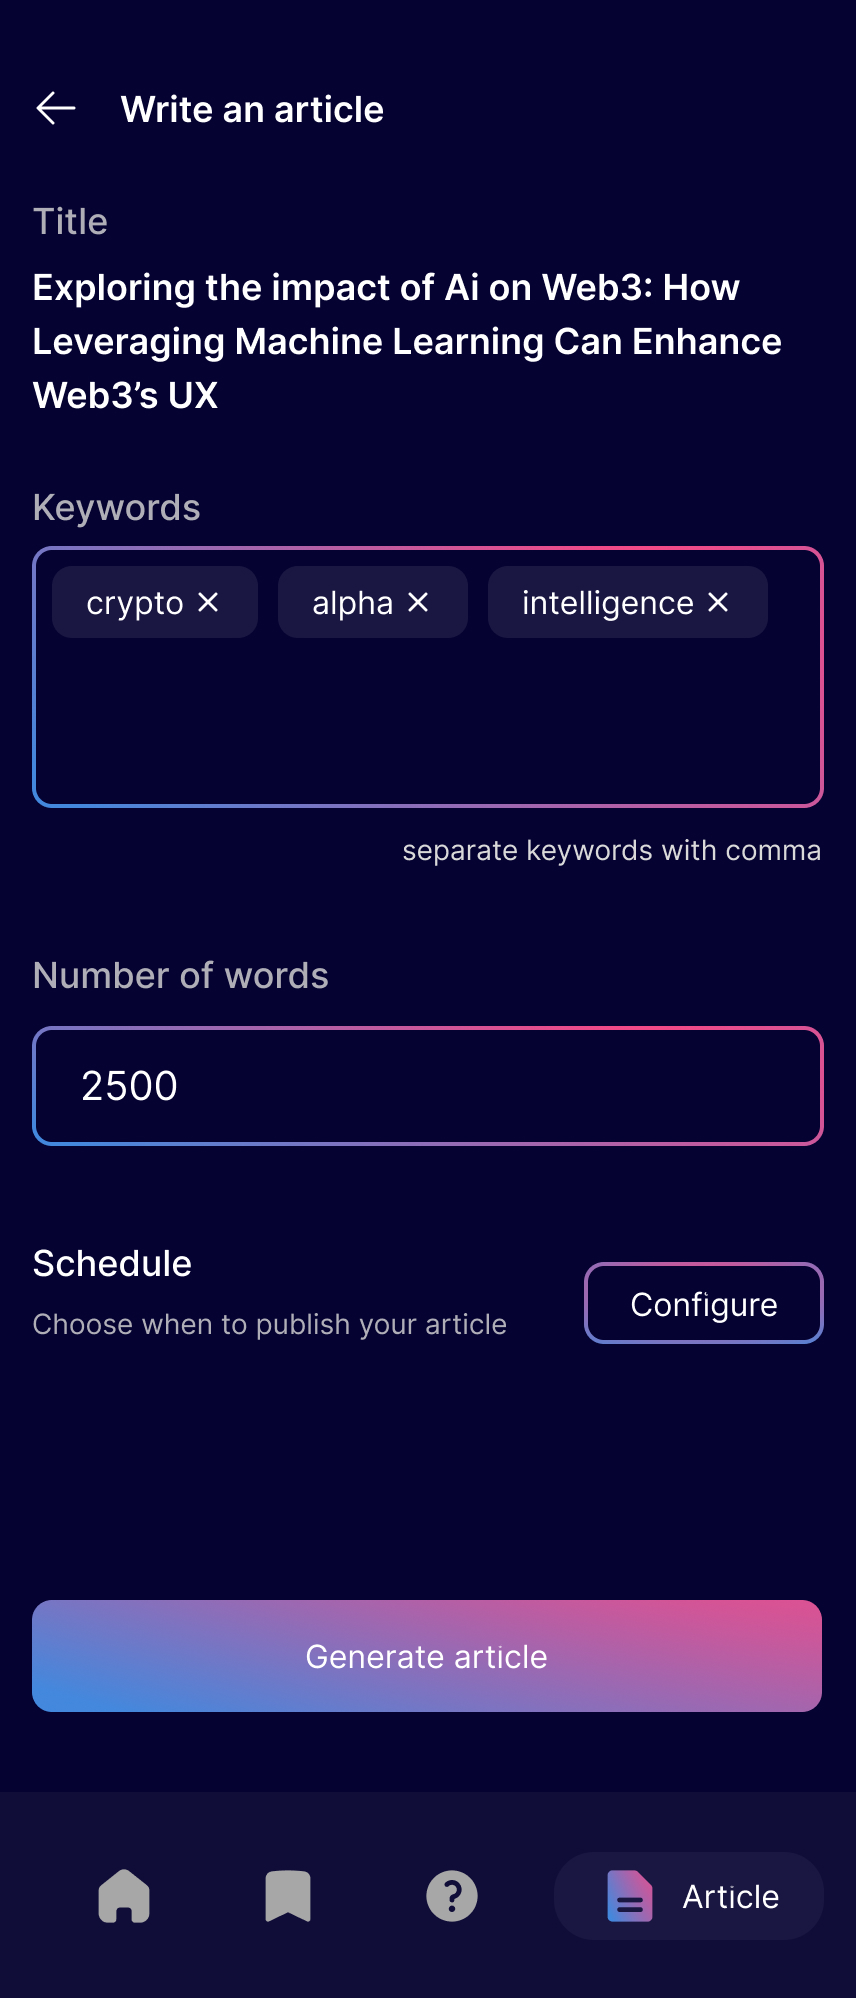 Write an article
Title
Exploring the impact of Ai on Web3: How
Leveraging Machine Learning Can Enhance
Web3’s UX
Keywords
crypto alpha intelligence
separate keywords with comma
Number of words
2500
Schedule
Choose when to publish your article
Configure
Generate article
Article